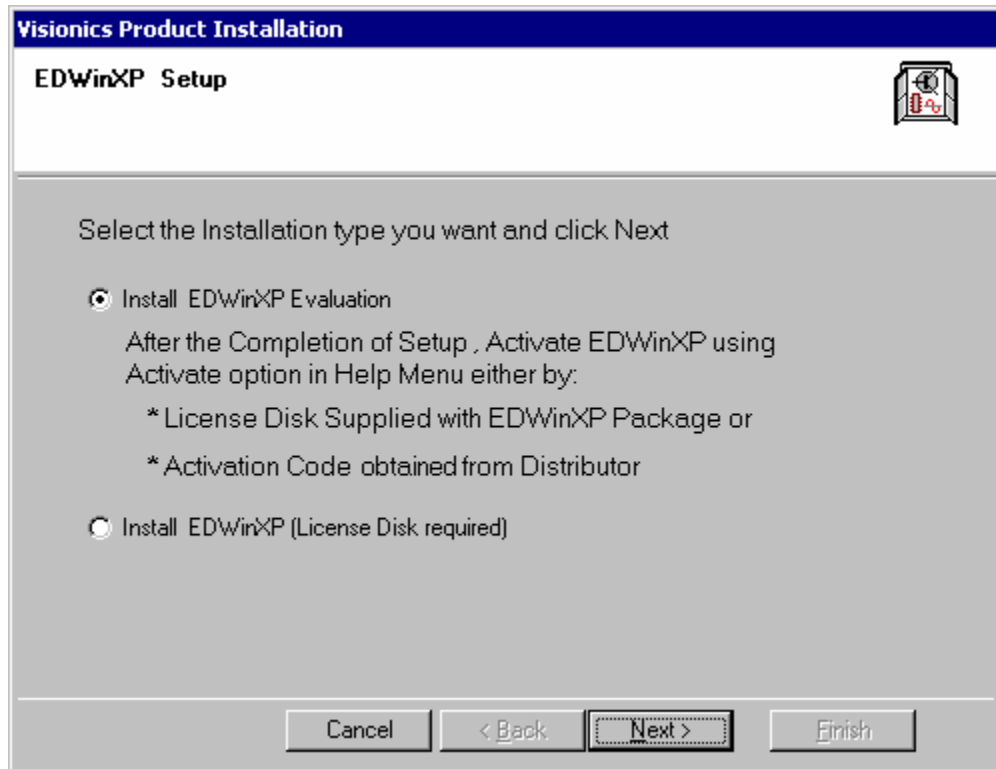 Visionics Product Installation
EDWinXP Setup
Select the Installation type you want and click Next
Install EDWinXP Evaluation
After the Completion of Setup , Activate EDWinXP using
Activate option in Help Menu either by:
* License Disk Supplied with EDWinXP Package or
* Activation Code obtained from Distributor
Install EDWinXP (License Disk required)
Cancel < Back Next > Finish